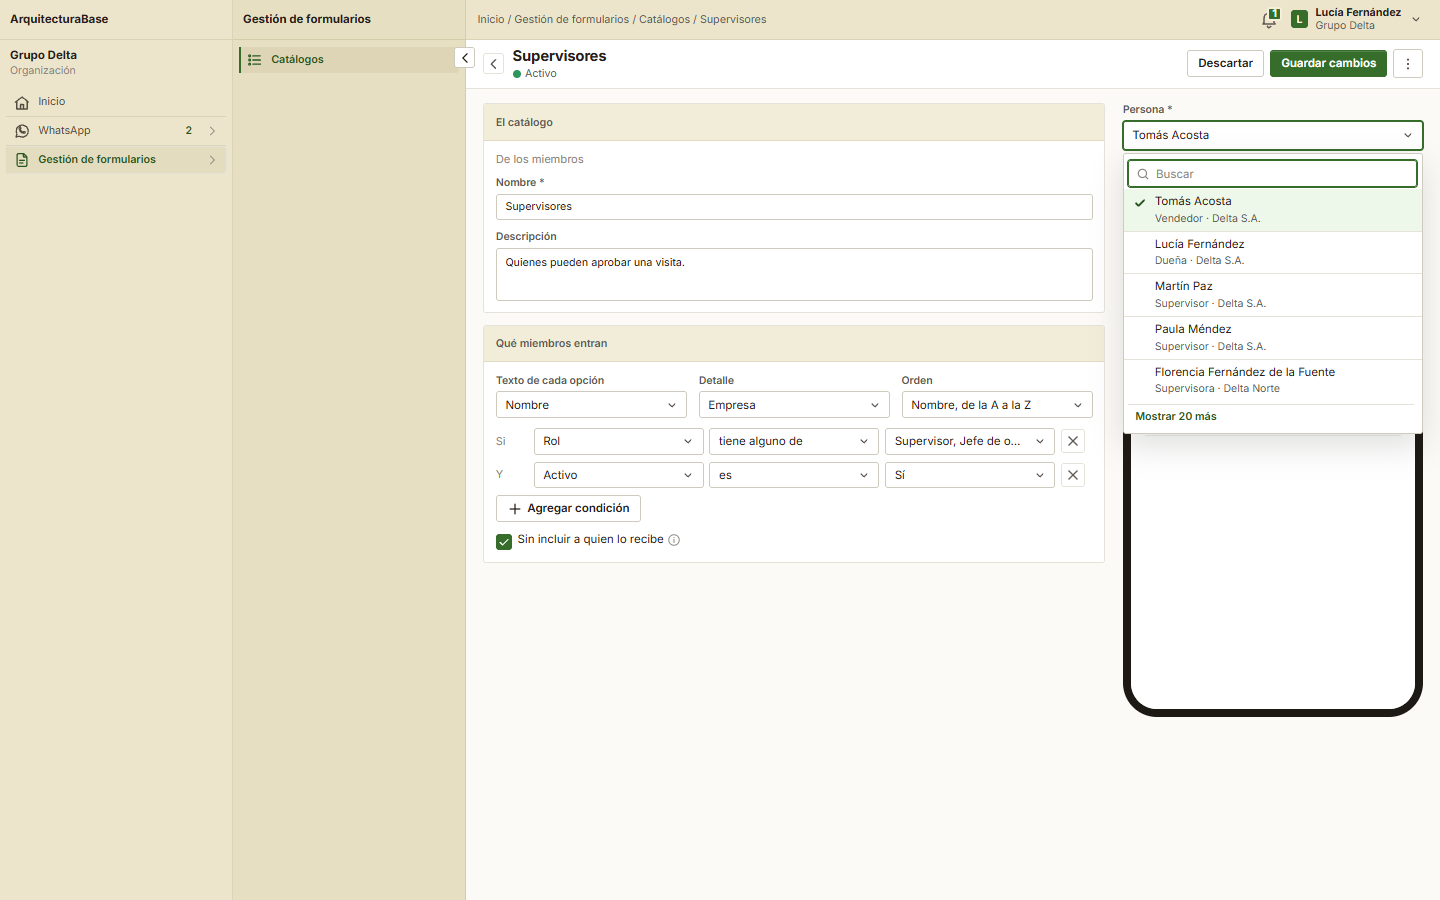 ArquitecturaBase
Grupo Delta
Organización
Inicio
WhatsApp 2
Gestión de formularios
Gestión de formularios
Catálogos
Inicio / Gestión de formularios / Catálogos / Supervisores
1
L
Lucía Fernández
Grupo Delta
Supervisores
Activo
Descartar
Guardar cambios
El catálogo
De los miembros
Nombre *
Supervisores
Descripción
Quienes pueden aprobar una visita.
Qué miembros entran
Texto de cada opción Detalle Orden
Nombre Empresa Nombre, de la A a la Z
Si Rol tiene alguno de Supervisor, Jefe de o...
Y Activo es Sí
Agregar condición
Sin incluir a quien lo recibe
Persona *
Tomás Acosta
Buscar
Tomás Acosta
Vendedor · Delta S.A.
Lucía Fernández
Dueña · Delta S.A.
Martín Paz
Supervisor · Delta S.A.
Paula Méndez
Supervisor · Delta S.A.
Florencia Fernández de la Fuente
Supervisora · Delta Norte
Mostrar 20 más